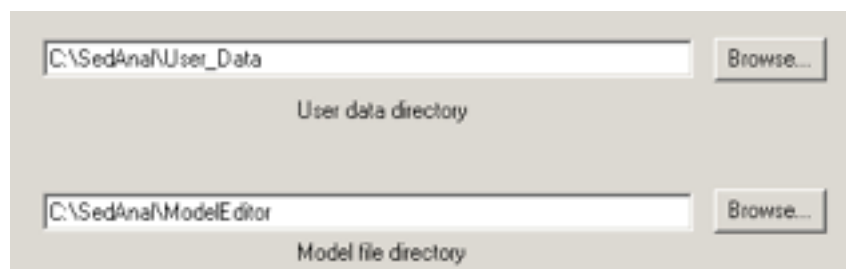 C:\SedAnal\User_Data
Browse...
User data directory
C:\SedAnal\ModelEditor
Browse...
Model file directory